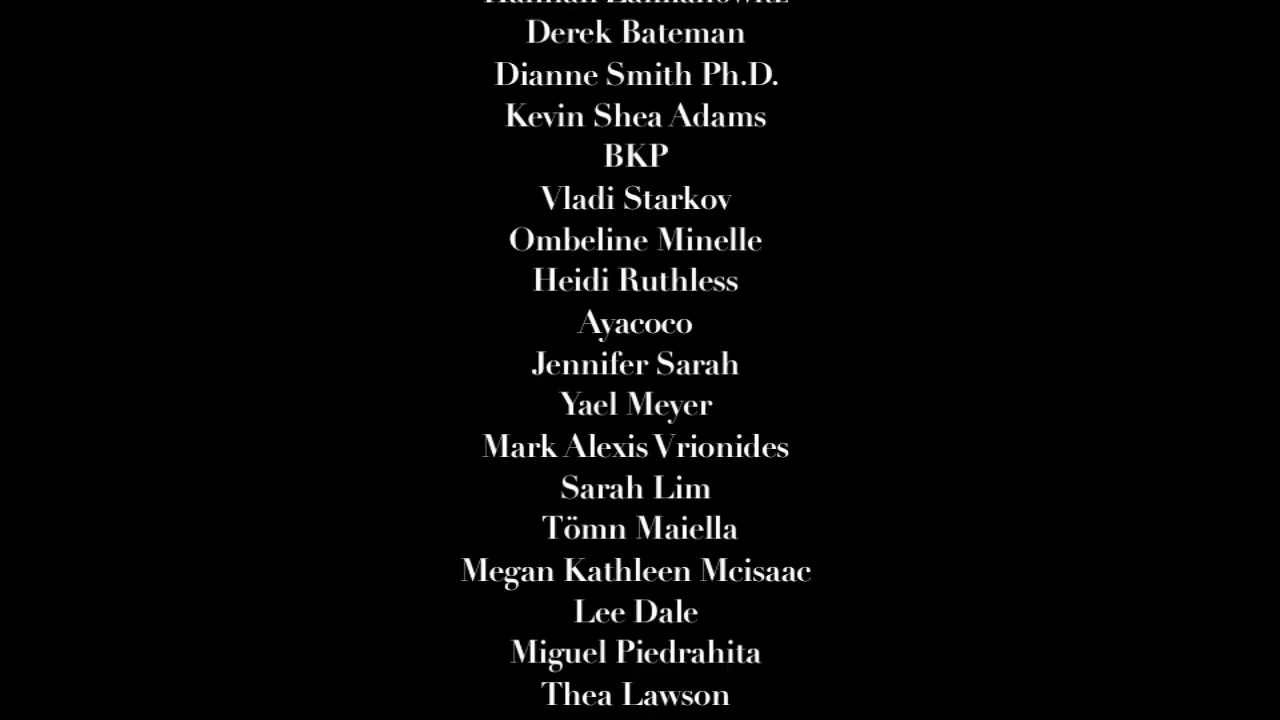 Derek Bateman
Dianne Smith Ph.D.
Kevin Shea Adams
BKP
Vladi Starkov
Ombeline Minelle
Heidi Ruthless
Ayacoco
Jennifer Sarah
Yael Meyer
Mark Alexis Vrionides
Sarah Lim
Tömn Maiella
Megan Kathleen Mcisaac
Lee Dale
Miguel Piedrahita
Thea Lawson